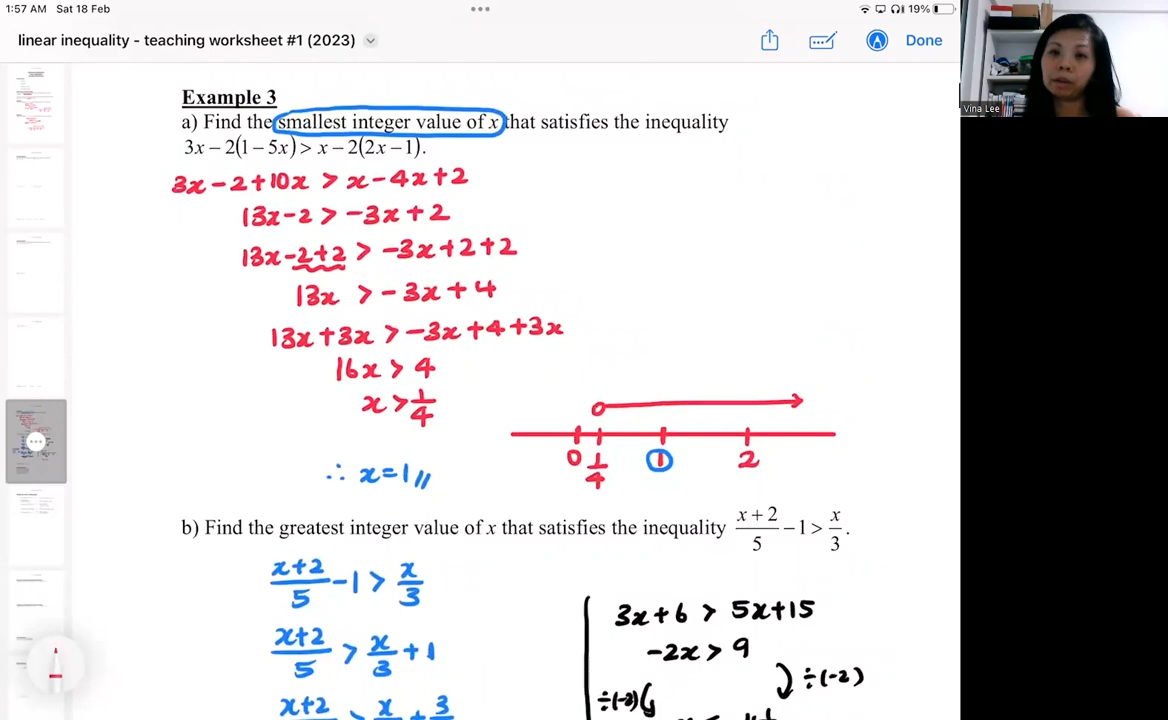 1:57 AM Sat 18 Feb
19%
linear inequality - teaching worksheet #1 (2023)
Done
Vina Lee
Example 3
a) Find the smallest integer value of x that satisfies the inequality
3x – 2(1 – 5x) > x – 2(2x – 1).
3x - 2 + 10x > x - 4x + 2
13x - 2 > -3x + 2
13x - 2 + 2 > -3x + 2 + 2
13x > -3x + 4
13x + 3x > -3x + 4 + 3x
16x > 4
x > 1/4
0 1/4 1 2
∴ x = 1 //
b) Find the greatest integer value of x that satisfies the inequality (x + 2)/5 – 1 > x/3.
(x+2)/5 - 1 > x/3
(x+2)/5 > x/3 + 1
3x + 6 > 5x + 15
-2x > 9
÷(-2) ÷(-2)